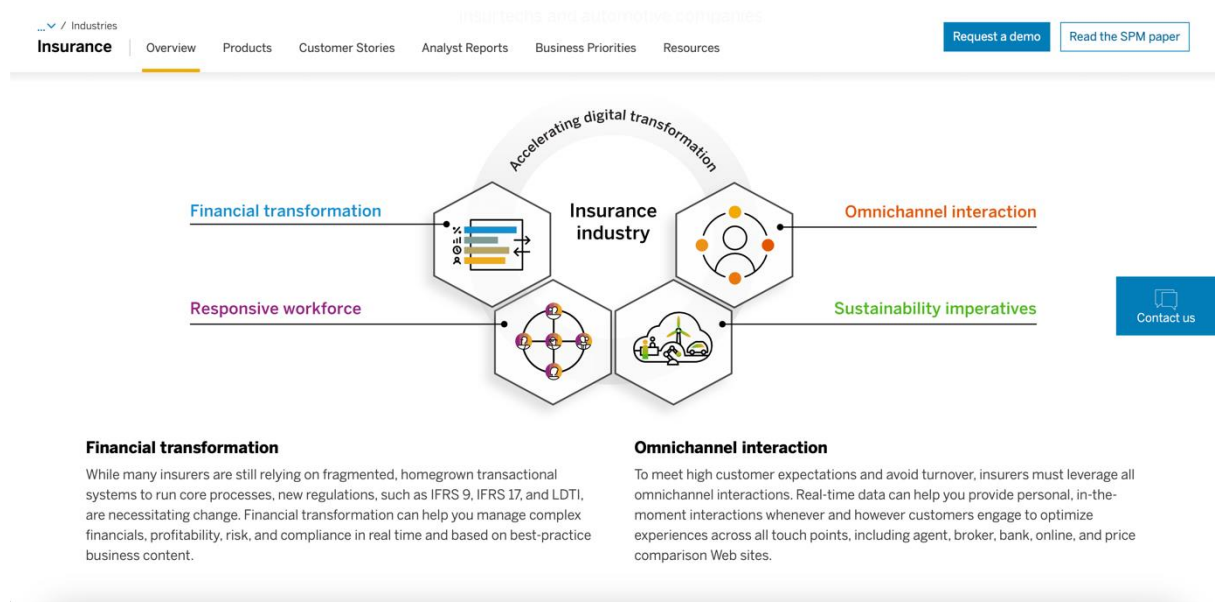 insurtechs and automotive companies
... / Industries
Insurance
Overview
Products
Customer Stories
Analyst Reports
Business Priorities
Resources
Request a demo
Read the SPM paper
Accelerating digital transformation
Financial transformation
Insurance
industry
Omnichannel interaction
Responsive workforce
Sustainability imperatives
Contact us
Financial transformation
While many insurers are still relying on fragmented, homegrown transactional
systems to run core processes, new regulations, such as IFRS 9, IFRS 17, and LDTI,
are necessitating change. Financial transformation can help you manage complex
financials, profitability, risk, and compliance in real time and based on best-practice
business content.
Omnichannel interaction
To meet high customer expectations and avoid turnover, insurers must leverage all
omnichannel interactions. Real-time data can help you provide personal, in-the-
moment interactions whenever and however customers engage to optimize
experiences across all touch points, including agent, broker, bank, online, and price
comparison Web sites.